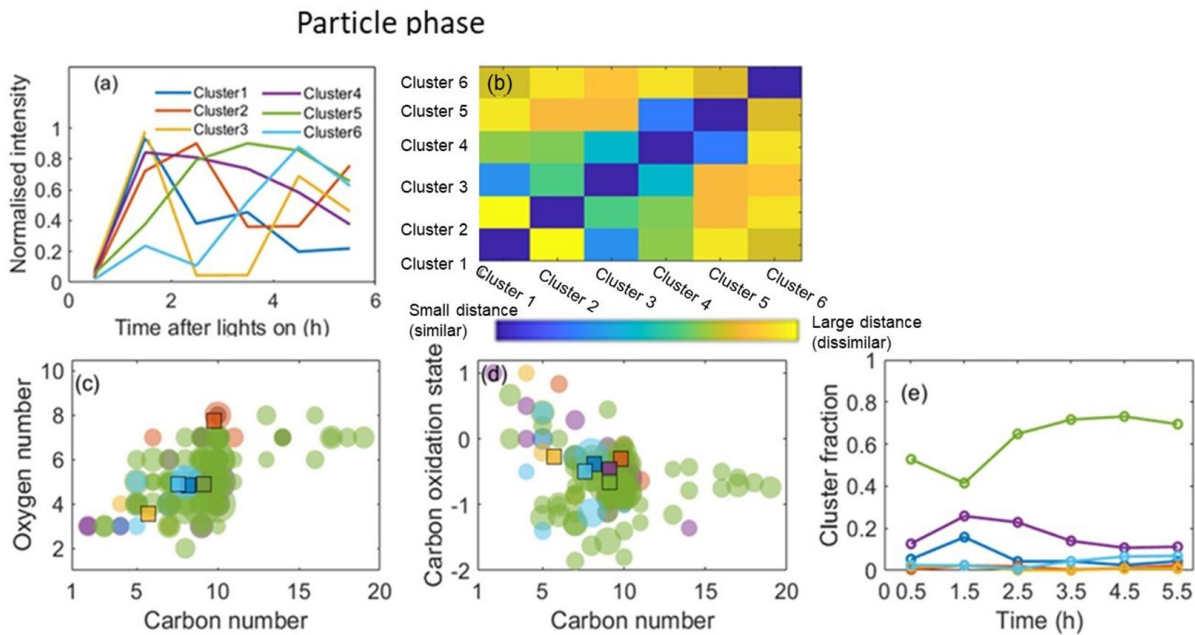 Particle phase
(a)
Cluster1
Cluster2
Cluster3
Cluster4
Cluster5
Cluster6
Normalised intensity
1
0.8
0.6
0.4
0.2
0
0 2 4 6
Time after lights on (h)
(b)
Cluster 6
Cluster 5
Cluster 4
Cluster 3
Cluster 2
Cluster 1
Cluster 1
Cluster 2
Cluster 3
Cluster 4
Cluster 5
Cluster 6
Small distance
(similar)
Large distance
(dissimilar)
(c)
Oxygen number
10
8
6
4
2
1 5 10 15 20
Carbon number
(d)
Carbon oxidation state
1
0
-1
-2
1 5 10 15 20
Carbon number
(e)
Cluster fraction
1
0.8
0.6
0.4
0.2
0
0 0.5 1.5 2.5 3.5 4.5 5.5
Time (h)